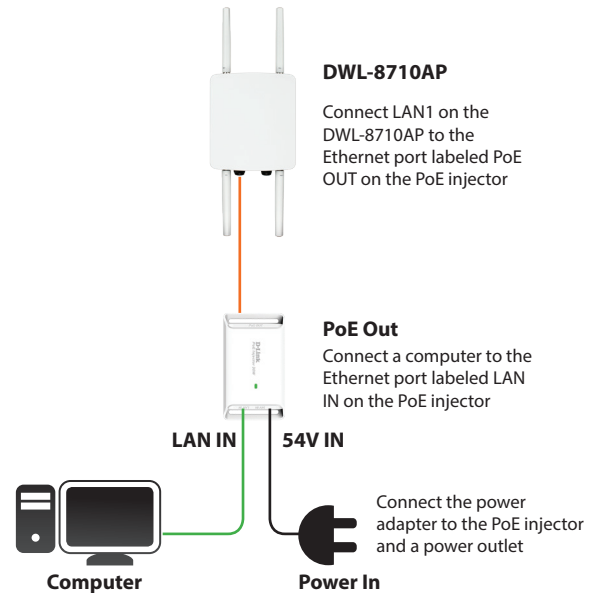 DWL-8710AP
Connect LAN1 on the
DWL-8710AP to the
Ethernet port labeled PoE
OUT on the PoE injector
PoE Out
Connect a computer to the
Ethernet port labeled LAN
IN on the PoE injector
D-Link
LAN IN
54V IN
Connect the power
adapter to the PoE injector
and a power outlet
Computer
Power In